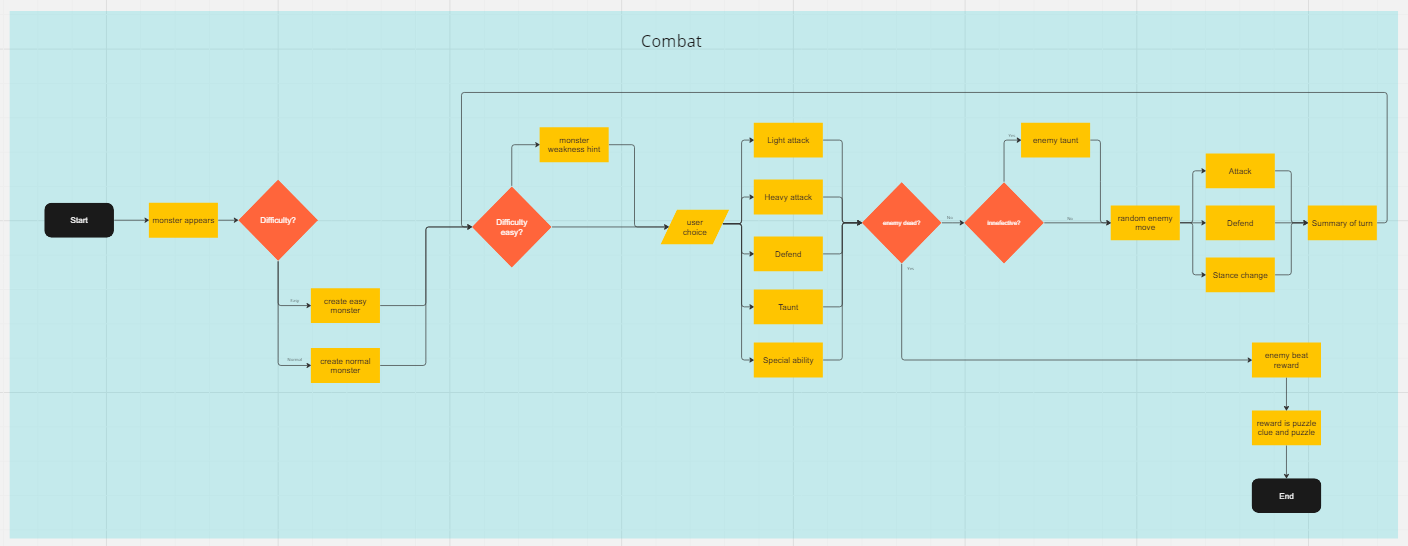 Combat
Start
monster appears
Difficulty?
Easy
create easy
monster
Normal
create normal
monster
Difficulty
easy?
monster
weakness hint
user
choice
Light attack
Heavy attack
Defend
Taunt
Special ability
enemy dead?
No
Yes
Ineffective?
Yes
No
enemy taunt
random enemy
move
Attack
Defend
Stance change
Summary of turn
enemy beat
reward
reward is puzzle
clue and puzzle
End